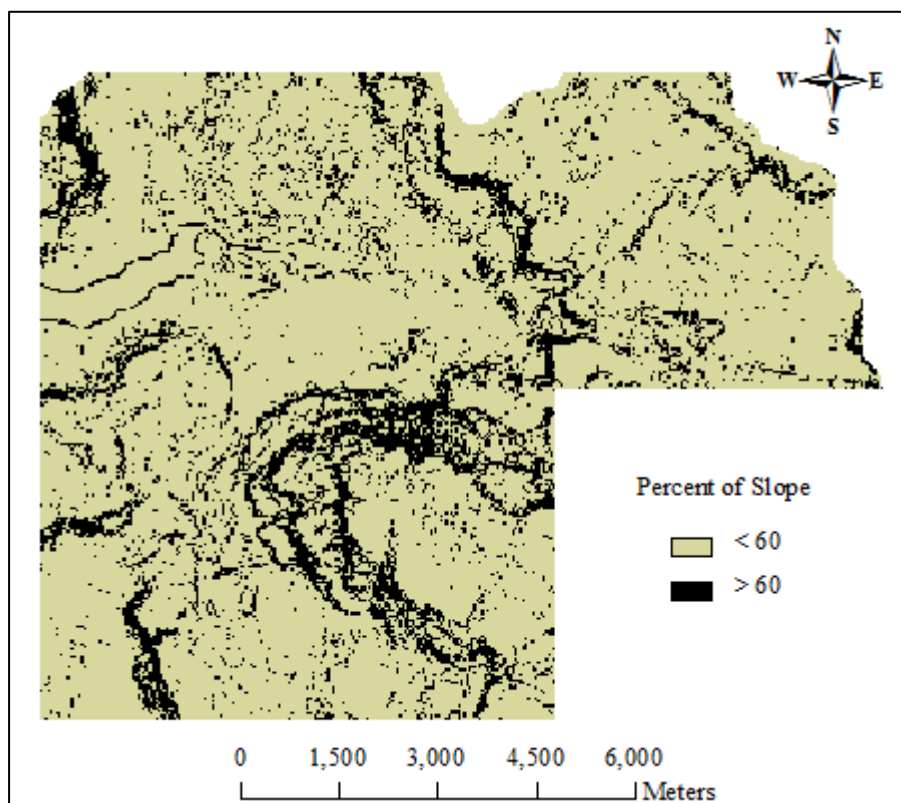 N
W E
S
Percent of Slope
< 60
> 60
0 1,500 3,000 4,500 6,000
Meters